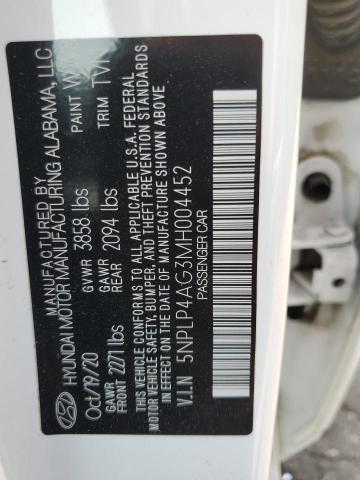 MANUFACTURED BY
HYUNDAI MOTOR MANUFACTURING ALABAMA, LLC
Oct/19/20 GVWR 3858 lbs PAINT
GAWR FRONT 2271 lbs GAWR REAR 2094 lbs TRIM
THIS VEHICLE CONFORMS TO ALL APPLICABLE U.S.A. FEDERAL
MOTOR VEHICLE SAFETY, BUMPER, AND THEFT PREVENTION STANDARDS
IN EFFECT ON THE DATE OF MANUFACTURE SHOWN ABOVE
V.I.N 5NPLP4AG3MH004452
PASSENGER CAR